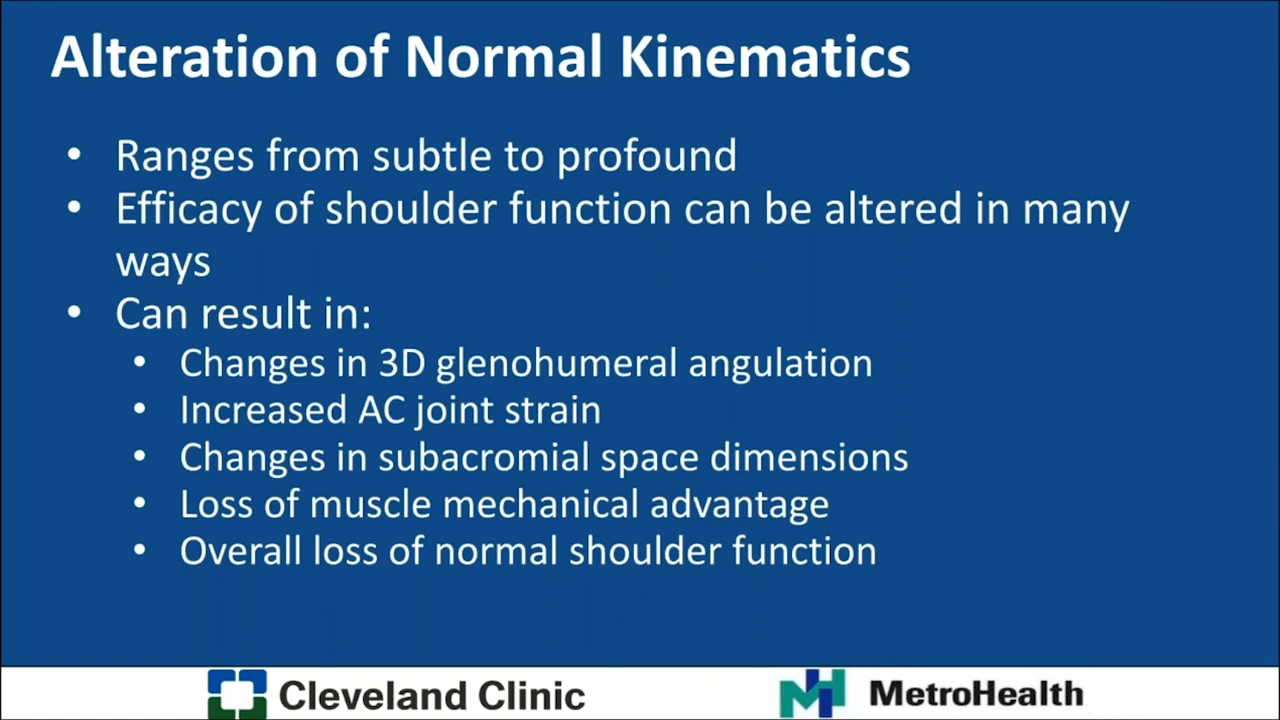 Alteration of Normal Kinematics
• Ranges from subtle to profound
• Efficacy of shoulder function can be altered in many
ways
• Can result in:
• Changes in 3D glenohumeral angulation
• Increased AC joint strain
• Changes in subacromial space dimensions
• Loss of muscle mechanical advantage
• Overall loss of normal shoulder function
Cleveland Clinic
MetroHealth